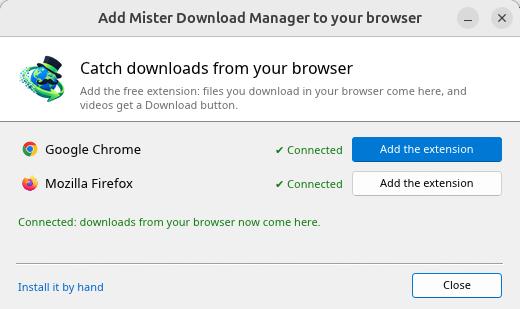 Add Mister Download Manager to your browser
Catch downloads from your browser
Add the free extension: files you download in your browser come here, and
videos get a Download button.
Google Chrome
✔ Connected
Add the extension
Mozilla Firefox
✔ Connected
Add the extension
Connected: downloads from your browser now come here.
Install it by hand
Close